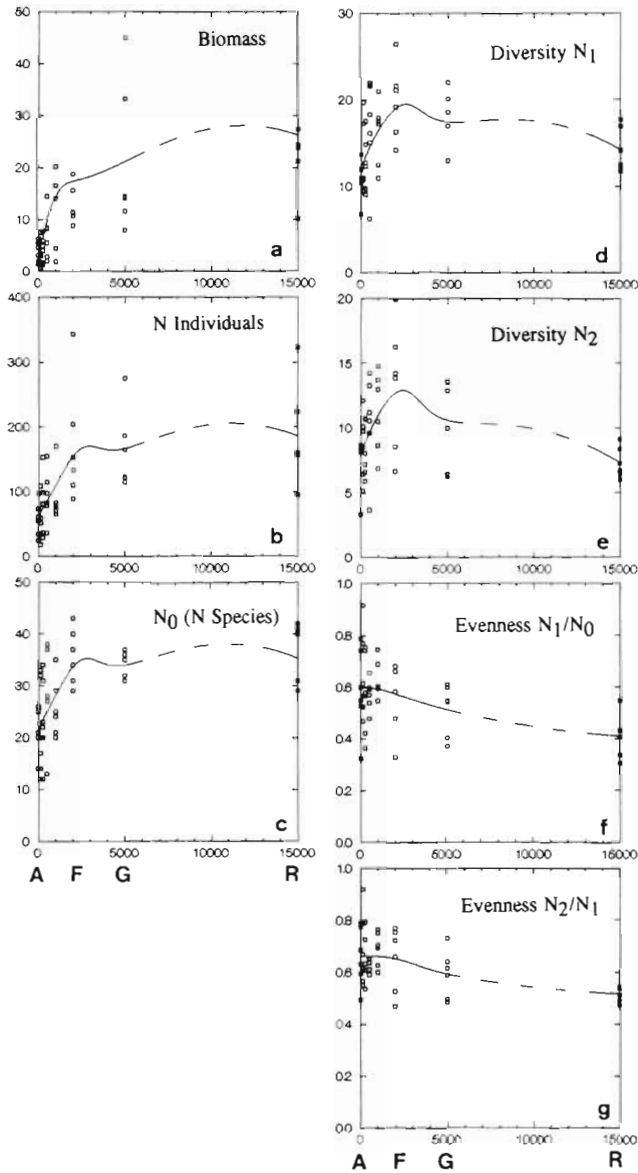 50
40
30
20
10
0
Biomass
a
0 5000 10000 15000
400
300
200
100
0
N Individuals
b
0 5000 10000 15000
50
40
30
20
10
0
N0 (N Species)
c
0 5000 10000 15000
A F G R
30
20
10
0
Diversity N1
d
0 5000 10000 15000
20
15
10
5
0
Diversity N2
e
0 5000 10000 15000
1.0
0.8
0.6
0.4
0.2
0.0
Evenness N1/N0
f
0 5000 10000 15000
1.0
0.8
0.6
0.4
0.2
0.0
Evenness N2/N1
g
0 5000 10000 15000
A F G R